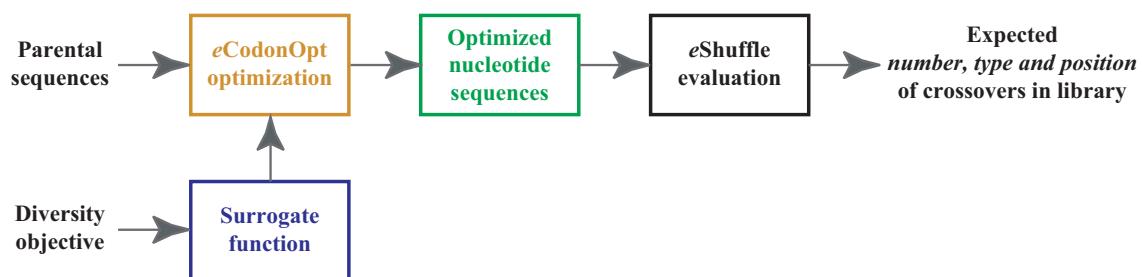 Parental
sequences
eCodonOpt
optimization
Optimized
nucleotide
sequences
eShuffle
evaluation
Expected
number, type and position
of crossovers in library
Diversity
objective
Surrogate
function